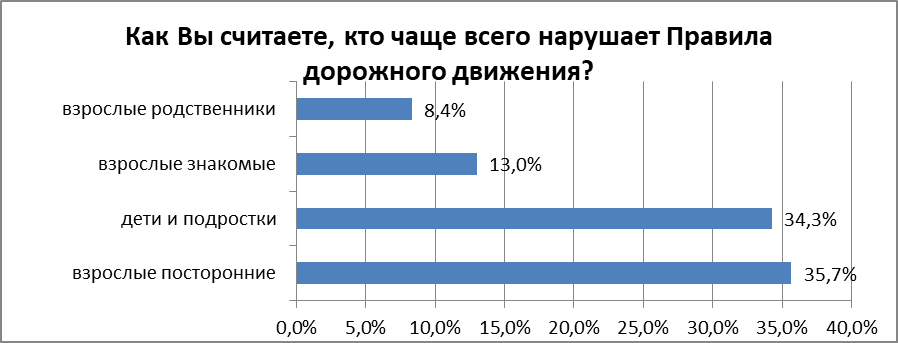 Как Вы считаете, кто чаще всего нарушает Правила
дорожного движения?
взрослые родственники
8,4%
взрослые знакомые
13,0%
дети и подростки
34,3%
взрослые посторонние
35,7%
0,0% 5,0% 10,0% 15,0% 20,0% 25,0% 30,0% 35,0% 40,0%